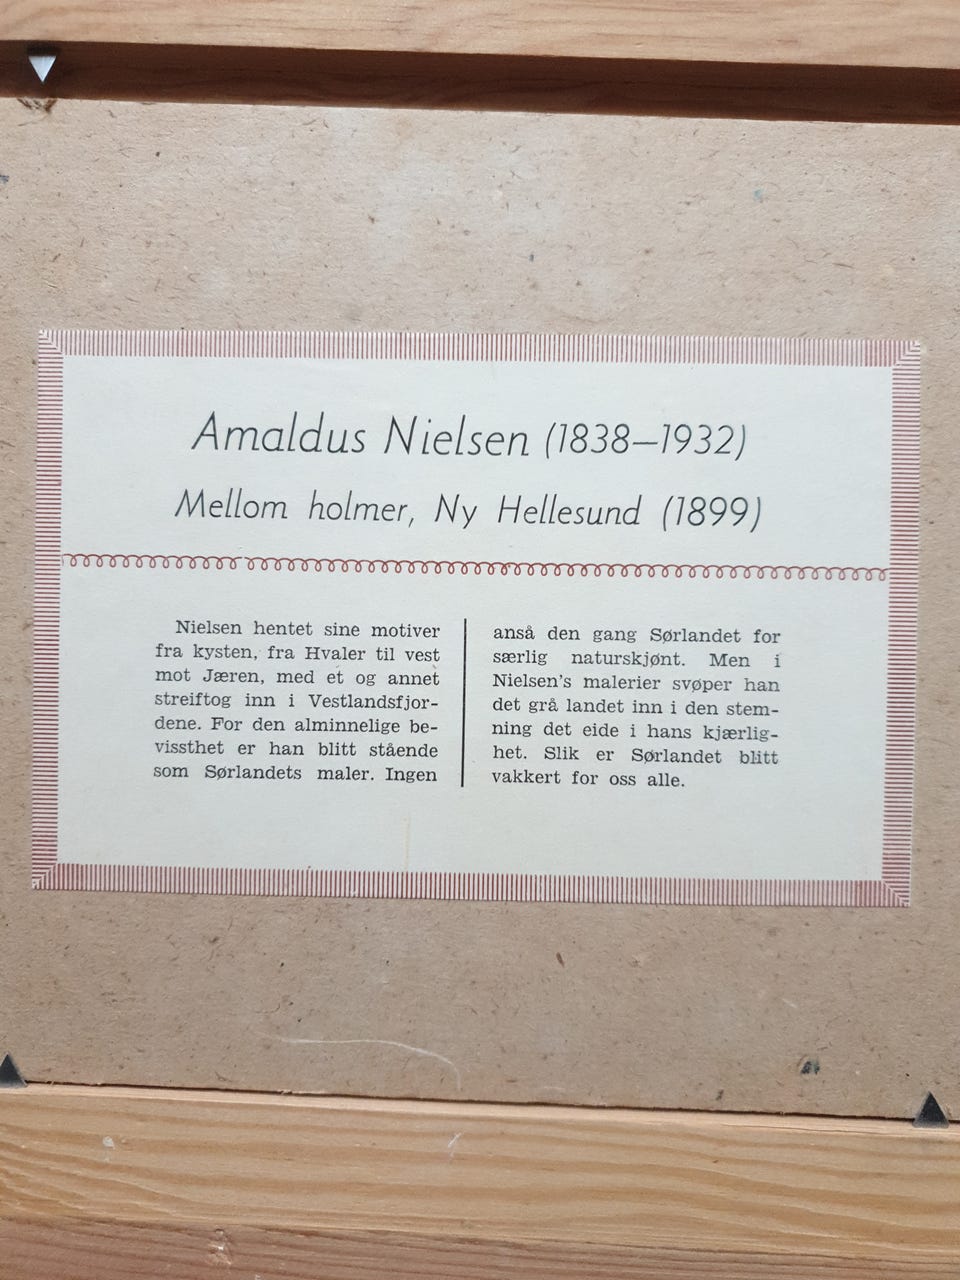 Amaldus Nielsen (1838—1932)
Mellom holmer, Ny Hellesund (1899)
Nielsen hentet sine motiver
fra kysten, fra Hvaler til vest
mot Jæren, med et og annet
streiftog inn i Vestlandsfjor-
dene. For den alminnelige be-
vissthet er han blitt stående
som Sørlandets maler. Ingen
anså den gang Sørlandet for
særlig naturskjønt. Men i
Nielsen's malerier svøper han
det grå landet inn i den stem-
ning det eide i hans kjærlig-
het. Slik er Sørlandet blitt
vakkert for oss alle.